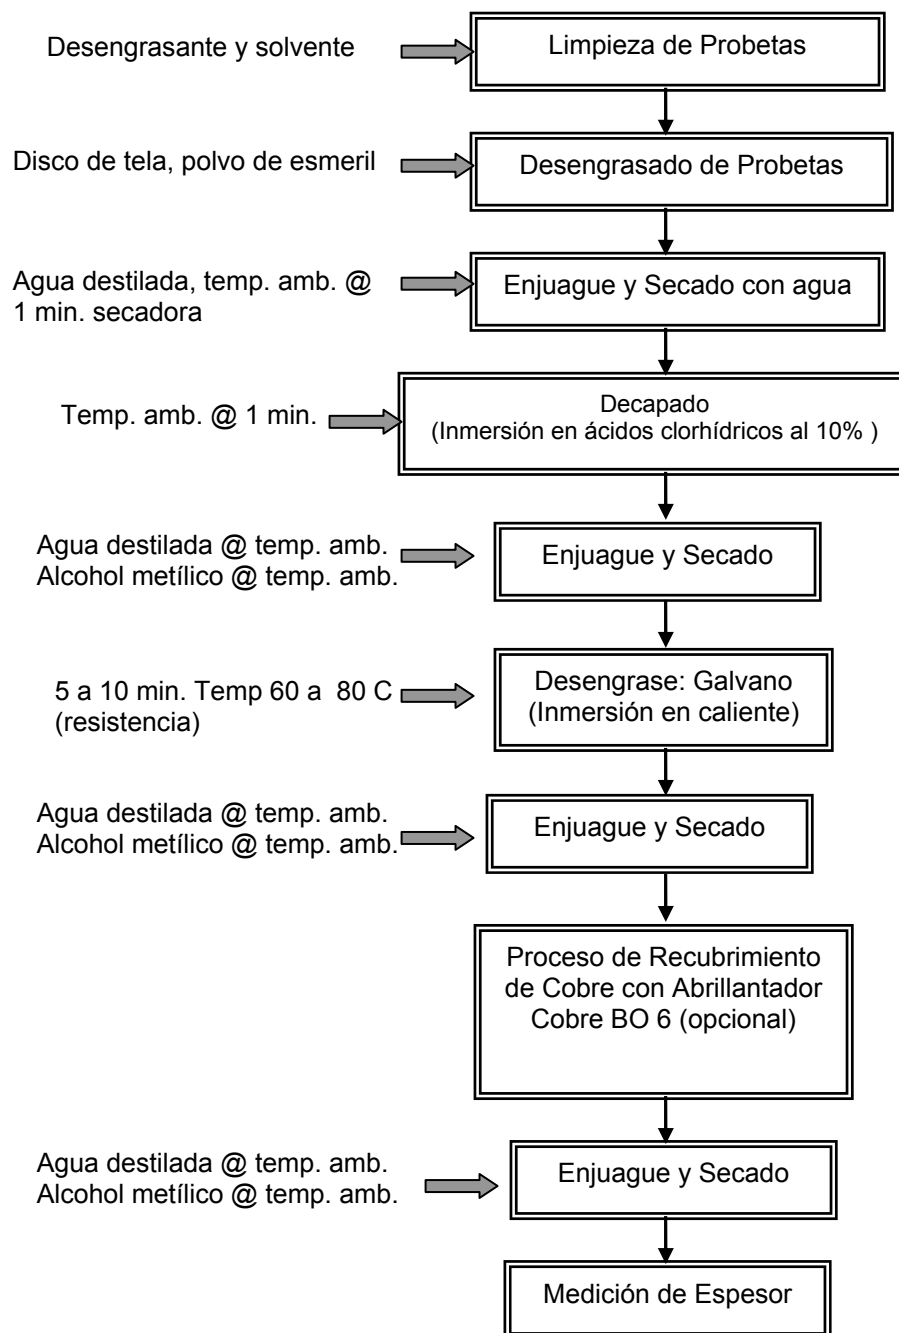 Desengrasante y solvente
Limpieza de Probetas
Disco de tela, polvo de esmeril
Desengrasado de Probetas
Agua destilada, temp. amb. @
1 min. secadora
Enjuague y Secado con agua
Temp. amb. @ 1 min.
Decapado
(Inmersión en ácidos clorhídricos al 10% )
Agua destilada @ temp. amb.
Alcohol metílico @ temp. amb.
Enjuague y Secado
5 a 10 min. Temp 60 a  80 C
(resistencia)
Desengrase: Galvano
(Inmersión en caliente)
Agua destilada @ temp. amb.
Alcohol metílico @ temp. amb.
Enjuague y Secado
Proceso de Recubrimiento
de Cobre con Abrillantador
Cobre BO 6 (opcional)
Agua destilada @ temp. amb.
Alcohol metílico @ temp. amb.
Enjuague y Secado
Medición de Espesor